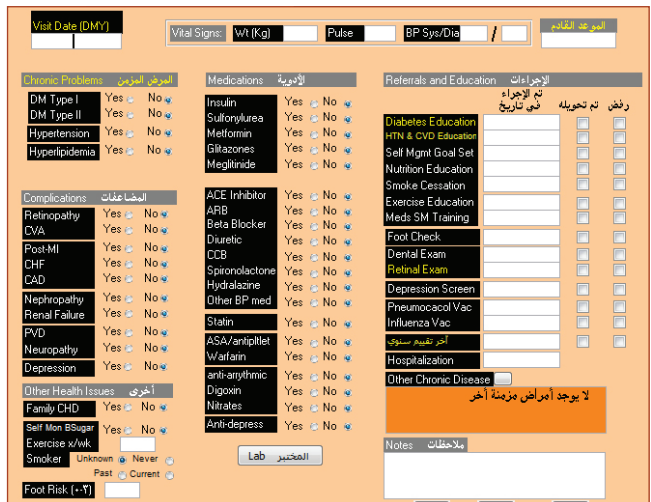 Visit Date (DMY)
Vital Signs: Wt (Kg) Pulse BP Sys/Dia /
الموعد القادم
Chronic Problems المرض المزمن
DM Type I Yes No
DM Type II Yes No
Hypertension Yes No
Hyperlipidemia Yes No
Complications المضاعفات
Retinopathy Yes No
CVA Yes No
Post-MI Yes No
CHF Yes No
CAD Yes No
Nephropathy Yes No
Renal Failure Yes No
PVD Yes No
Neuropathy Yes No
Depression Yes No
Other Health Issues أخرى
Family CHD Yes No
Self Mon BSugar Yes No
Exercise x/wk
Smoker Unknown Never
Past Current
Foot Risk (٠-٣)
Medications الأدوية
Insulin Yes No
Sulfonylurea Yes No
Metformin Yes No
Glitazones Yes No
Meglitinide Yes No
ACE Inhibitor Yes No
ARB Yes No
Beta Blocker Yes No
Diuretic Yes No
CCB Yes No
Spironolactone Yes No
Hydralazine Yes No
Other BP med Yes No
Statin Yes No
ASA/antipltlet Yes No
Warfarin Yes No
anti-arrythmic Yes No
Digoxin Yes No
Nitrates Yes No
Anti-depress Yes No
Lab المختبر
Referrals and Education الإجراءات
تم الإجراء
في تاريخ تم تحويله رفض
Diabetes Education
HTN & CVD Education
Self Mgmt Goal Set
Nutrition Education
Smoke Cessation
Exercise Education
Meds SM Training
Foot Check
Dental Exam
Retinal Exam
Depression Screen
Pneumocacol Vac
Influenza Vac
آخر تقييم سنوي
Hospitalization
Other Chronic Disease
لا يوجد أمراض مزمنة أخر
Notes ملاحظات